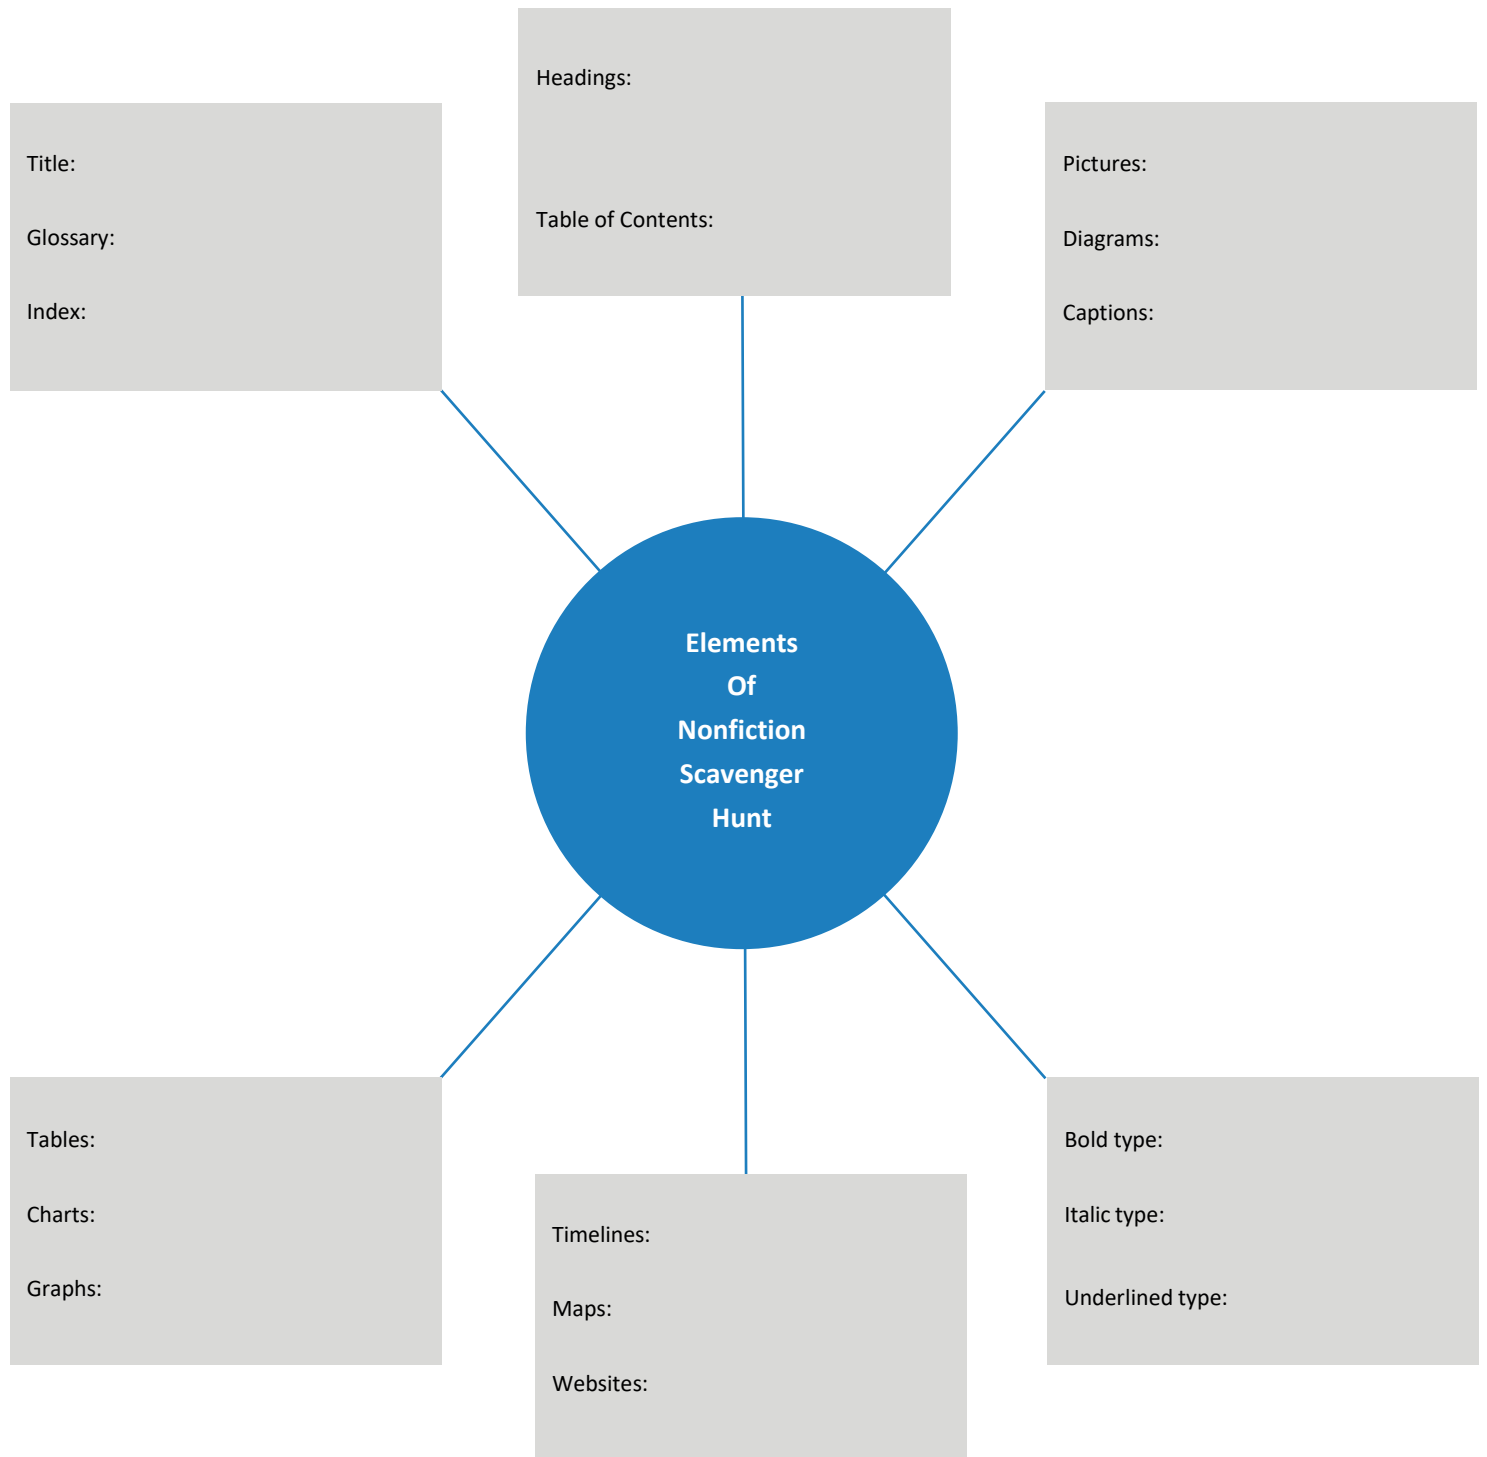 Headings:
Table of Contents:
Title:
Glossary:
Index:
Pictures:
Diagrams:
Captions:
Elements
Of
Nonfiction
Scavenger
Hunt
Tables:
Charts:
Graphs:
Timelines:
Maps:
Websites:
Bold type:
Italic type:
Underlined type: